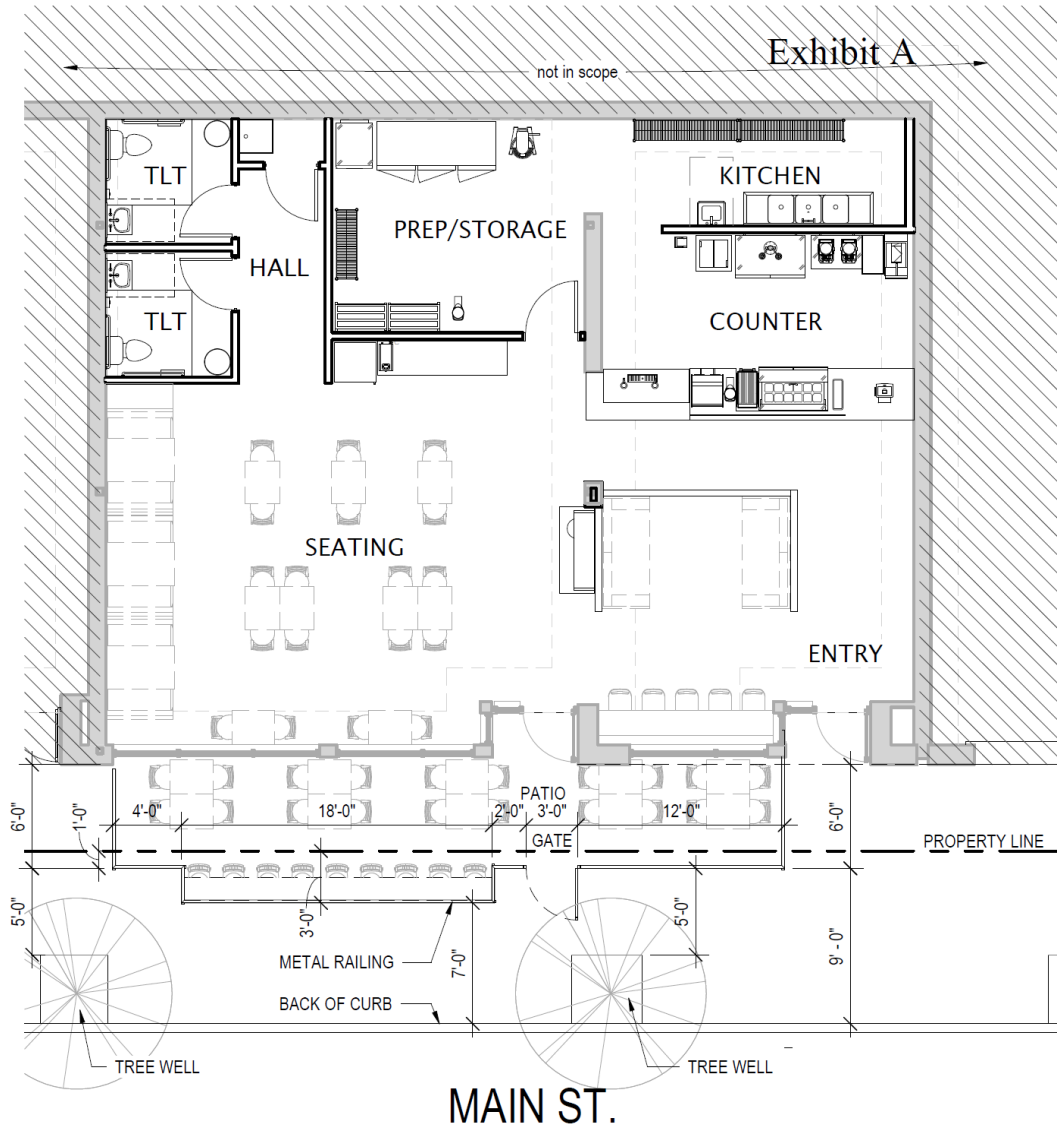 Exhibit A
not in scope
TLT
KITCHEN
PREP/STORAGE
HALL
TLT
COUNTER
SEATING
ENTRY
PATIO
6'-0"
1'-0"
4'-0"
18'-0"
2'-0"
3'-0"
12'-0"
6'-0"
GATE
PROPERTY LINE
5'-0"
3'-0"
5'-0"
9' - 0"
METAL RAILING
7'-0"
BACK OF CURB
TREE WELL
TREE WELL
MAIN ST.